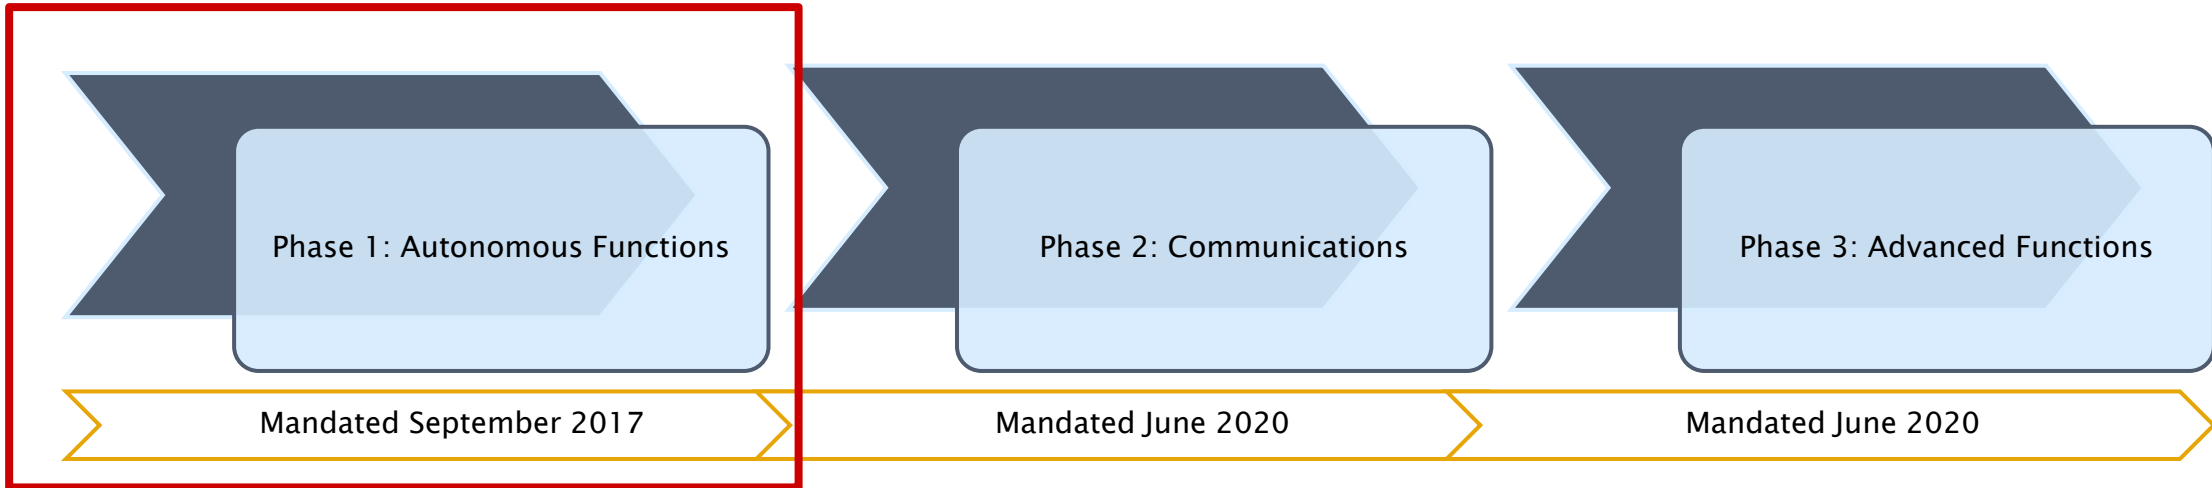 Phase 1: Autonomous Functions
Phase 2: Communications
Phase 3: Advanced Functions
Mandated September 2017
Mandated June 2020
Mandated June 2020